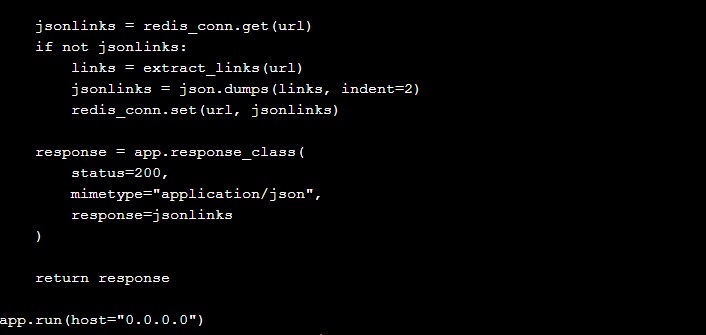 jsonlinks = redis_conn.get(url)
if not jsonlinks:
links = extract_links(url)
jsonlinks = json.dumps(links, indent=2)
redis_conn.set(url, jsonlinks)
response = app.response_class(
status=200,
mimetype="application/json",
response=jsonlinks
)
return response
app.run(host="0.0.0.0")